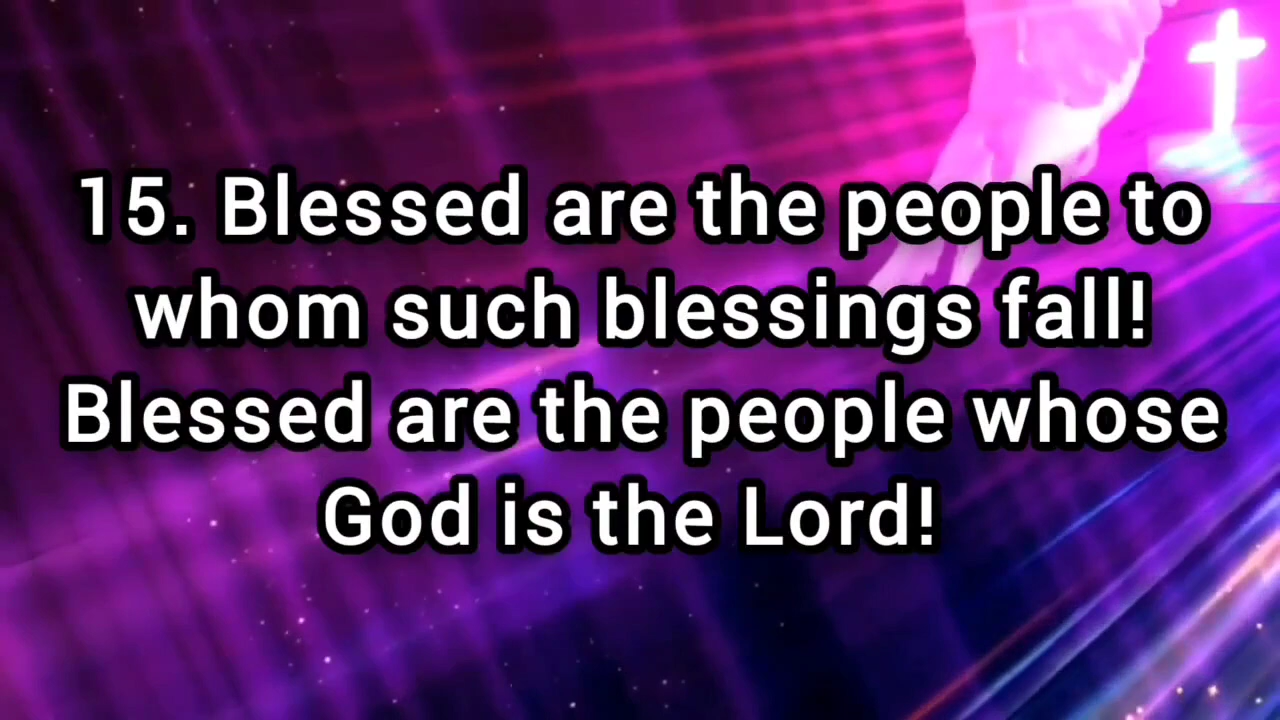 15. Blessed are the people to
whom such blessings fall!
Blessed are the people whose
God is the Lord!